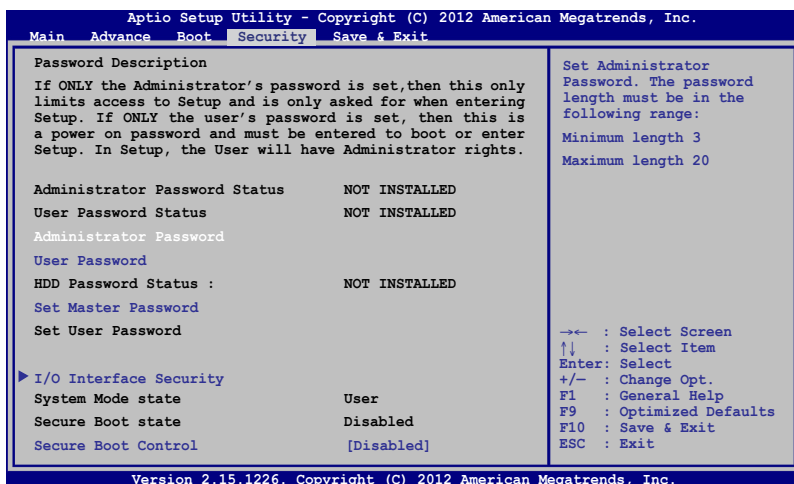 Aptio Setup Utility - Copyright (C) 2012 American Megatrends, Inc.
Main Advance Boot Security Save & Exit
Password Description
If ONLY the Administrator's password is set,then this only
limits access to Setup and is only asked for when entering
Setup. If ONLY the user's password is set, then this is
a power on password and must be entered to boot or enter
Setup. In Setup, the User will have Administrator rights.
Administrator Password Status NOT INSTALLED
User Password Status NOT INSTALLED
Administrator Password
User Password
HDD Password Status : NOT INSTALLED
Set Master Password
Set User Password
I/O Interface Security
System Mode state User
Secure Boot state Disabled
Secure Boot Control [Disabled]
Set Administrator
Password. The password
length must be in the
following range:
Minimum length 3
Maximum length 20
→← : Select Screen
↑↓ : Select Item
Enter: Select
+/— : Change Opt.
F1 : General Help
F9 : Optimized Defaults
F10 : Save & Exit
ESC : Exit
Version 2.15.1226. Copyright (C) 2012 American Megatrends, Inc.